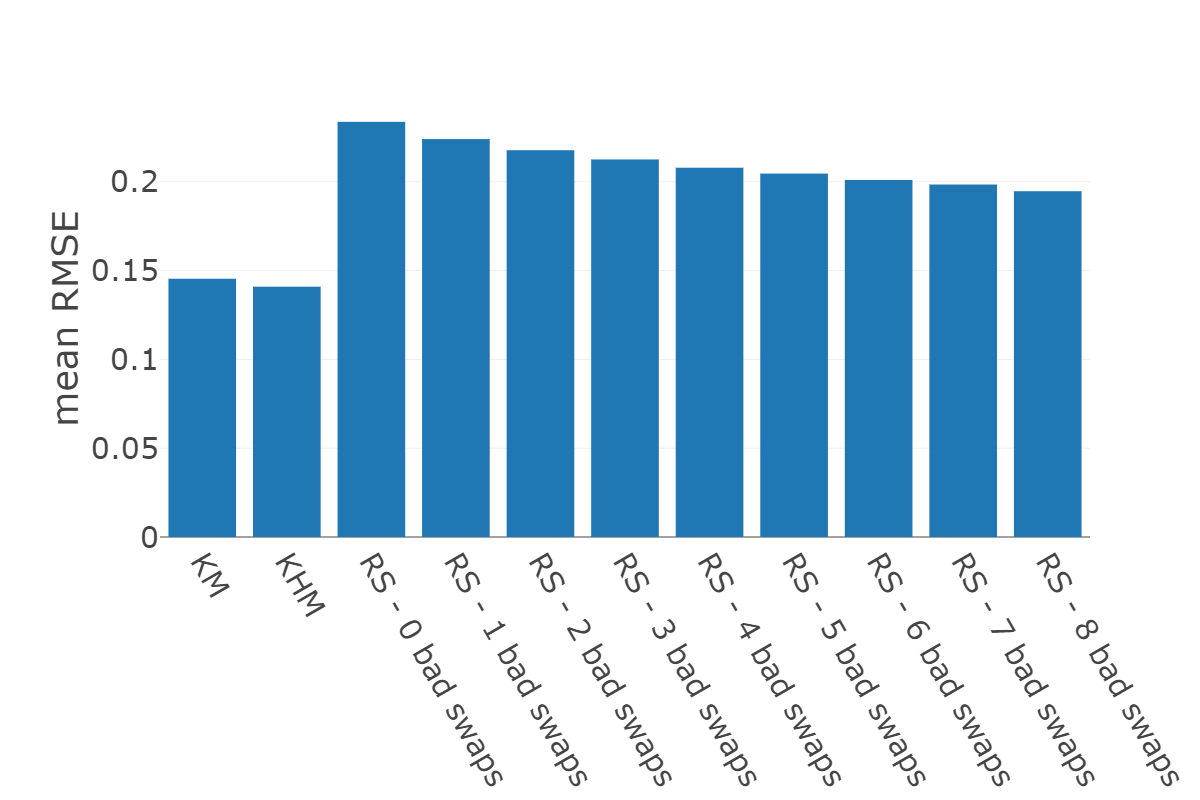 mean RMSE
0.2
0.15
0.1
0.05
0
KM
KHM
RS - 0 bad swaps
RS - 1 bad swaps
RS - 2 bad swaps
RS - 3 bad swaps
RS - 4 bad swaps
RS - 5 bad swaps
RS - 6 bad swaps
RS - 7 bad swaps
RS - 8 bad swaps